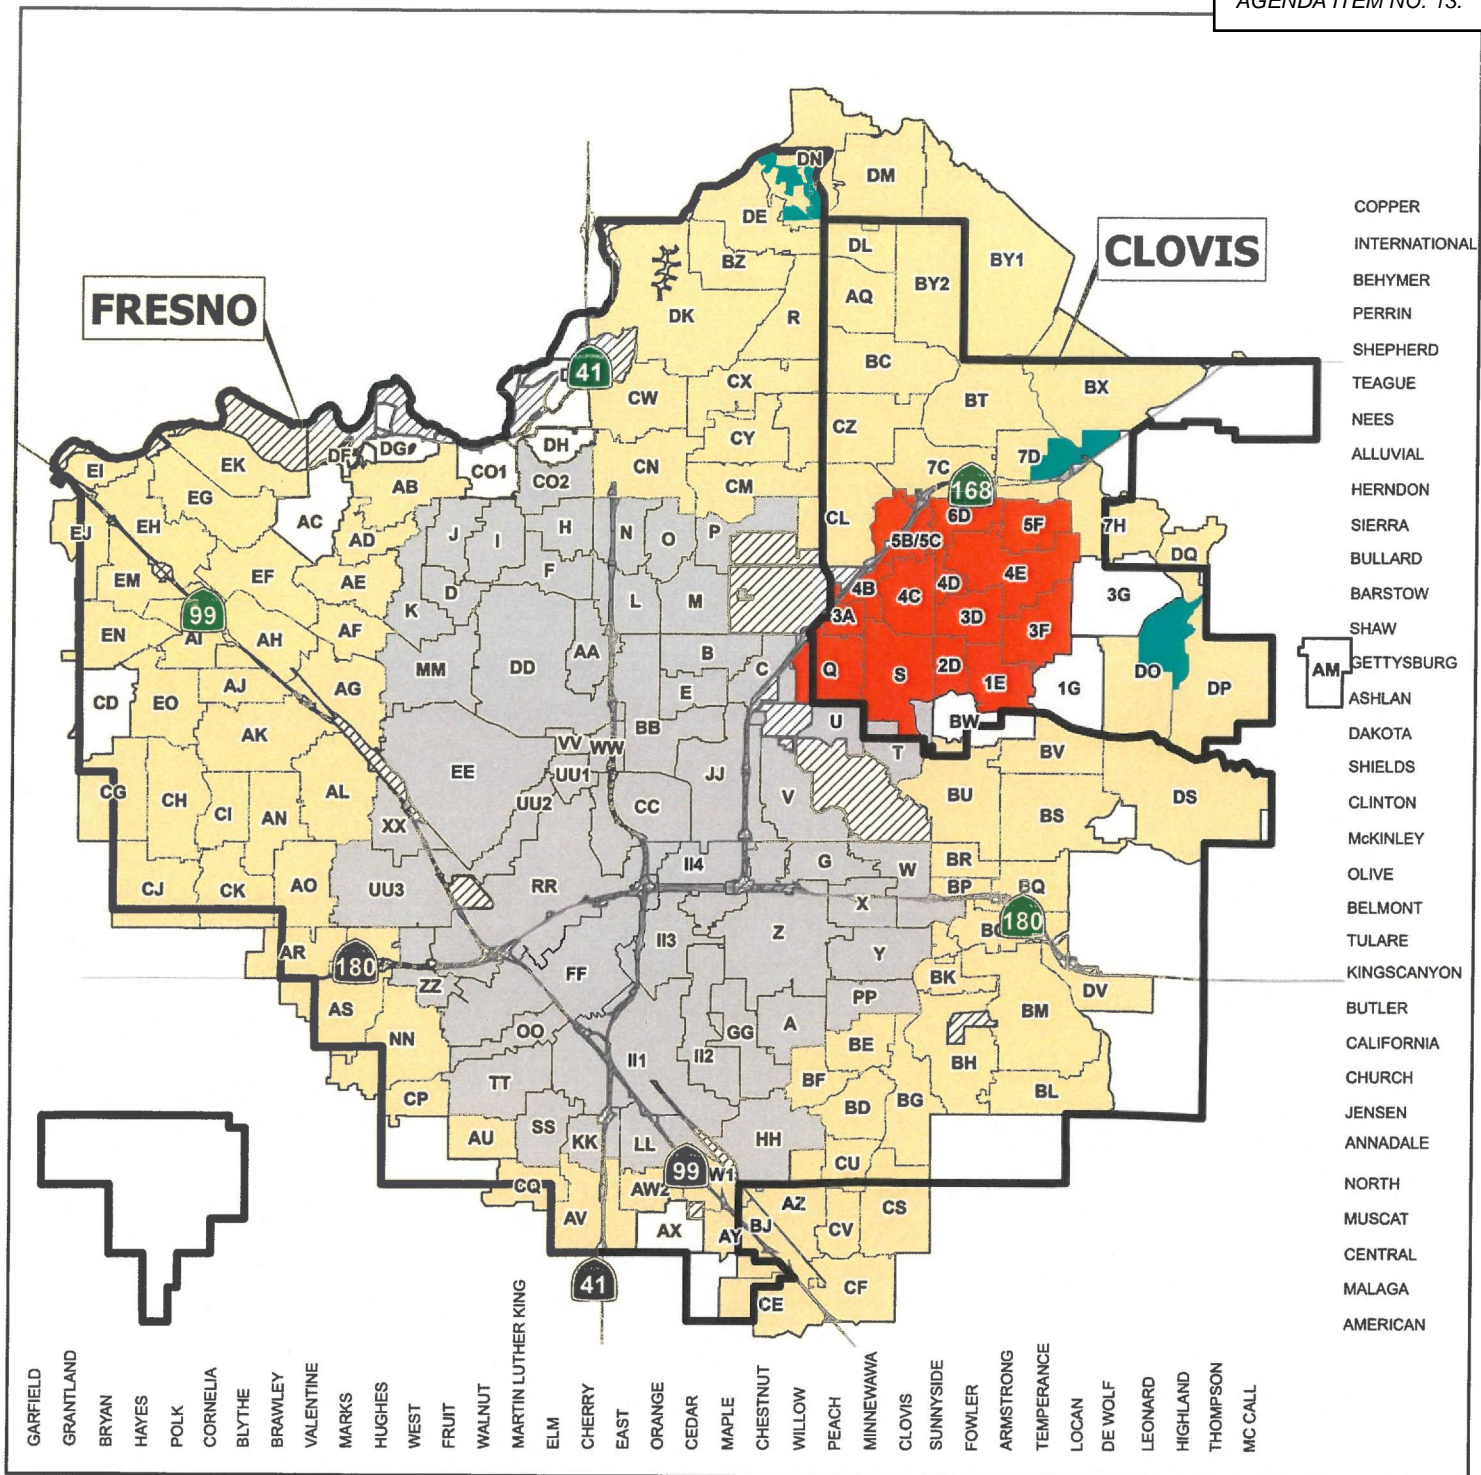 AGENDA ITEM NO. 13.
FRESNO
CLOVIS
COPPER
INTERNATIONAL
BEHYMER
PERRIN
SHEPHERD
TEAGUE
NEES
ALLUVIAL
HERNDON
SIERRA
BULLARD
BARSTOW
SHAW
GETTYSBURG
ASHLAN
DAKOTA
SHIELDS
CLINTON
McKINLEY
OLIVE
BELMONT
TULARE
KINGSCANYON
BUTLER
CALIFORNIA
CHURCH
JENSEN
ANNADALE
NORTH
MUSCAT
CENTRAL
MALAGA
AMERICAN
DN
DM
DE
DL
BY1
BZ
BY2
AQ
DK
R
41
BC
CX
BX
CW
BT
CY
CZ
DH
7D
DF
DG
EI
EK
CO1
CN
7C
AB
CO2
CM
168
EG
AC
CL
6D
5F
7H
EJ
EH
J
I
H
N
O
P
AD
5B/5C
DQ
F
EM
EF
AE
4E
4D
4B
4C
D
L
M
3G
K
99
3A
3D
EN
AI
AH
AF
3F
MM
DD
AA
B
C
Q
S
2D
DO
AM
AJ
AG
E
1E
1G
DP
CD
EO
BW
BB
U
AK
VV
WW
T
BV
EE
UU1
JJ
CG
CH
AL
UU2
V
BU
DS
CI
AN
CC
BS
XX
II4
G
BR
W
CJ
CK
AO
UU3
RR
BP
BQ
X
180
II3
Z
AR
Y
180
FF
ZZ
BK
DV
PP
AS
BM
OO
A
NN
GG
BE
II1
II2
BH
TT
BF
CP
BD
BG
BL
SS
AU
KK
LL
HH
99
W1
CU
CQ
AW2
AZ
CS
AV
AX
AY
BJ
CV
41
CE
CF
GARFIELD
GRANTLAND
BRYAN
HAYES
POLK
CORNELIA
BLYTHE
BRAWLEY
VALENTINE
MARKS
HUGHES
WEST
FRUIT
WALNUT
MARTIN LUTHER KING
ELM
CHERRY
EAST
ORANGE
CEDAR
MAPLE
CHESTNUT
WILLOW
PEACH
MINNEWAWA
CLOVIS
SUNNYSIDE
FOWLER
ARMSTRONG
TEMPERANCE
LOCAN
DE WOLF
LEONARD
HIGHLAND
THOMPSON
MC CALL